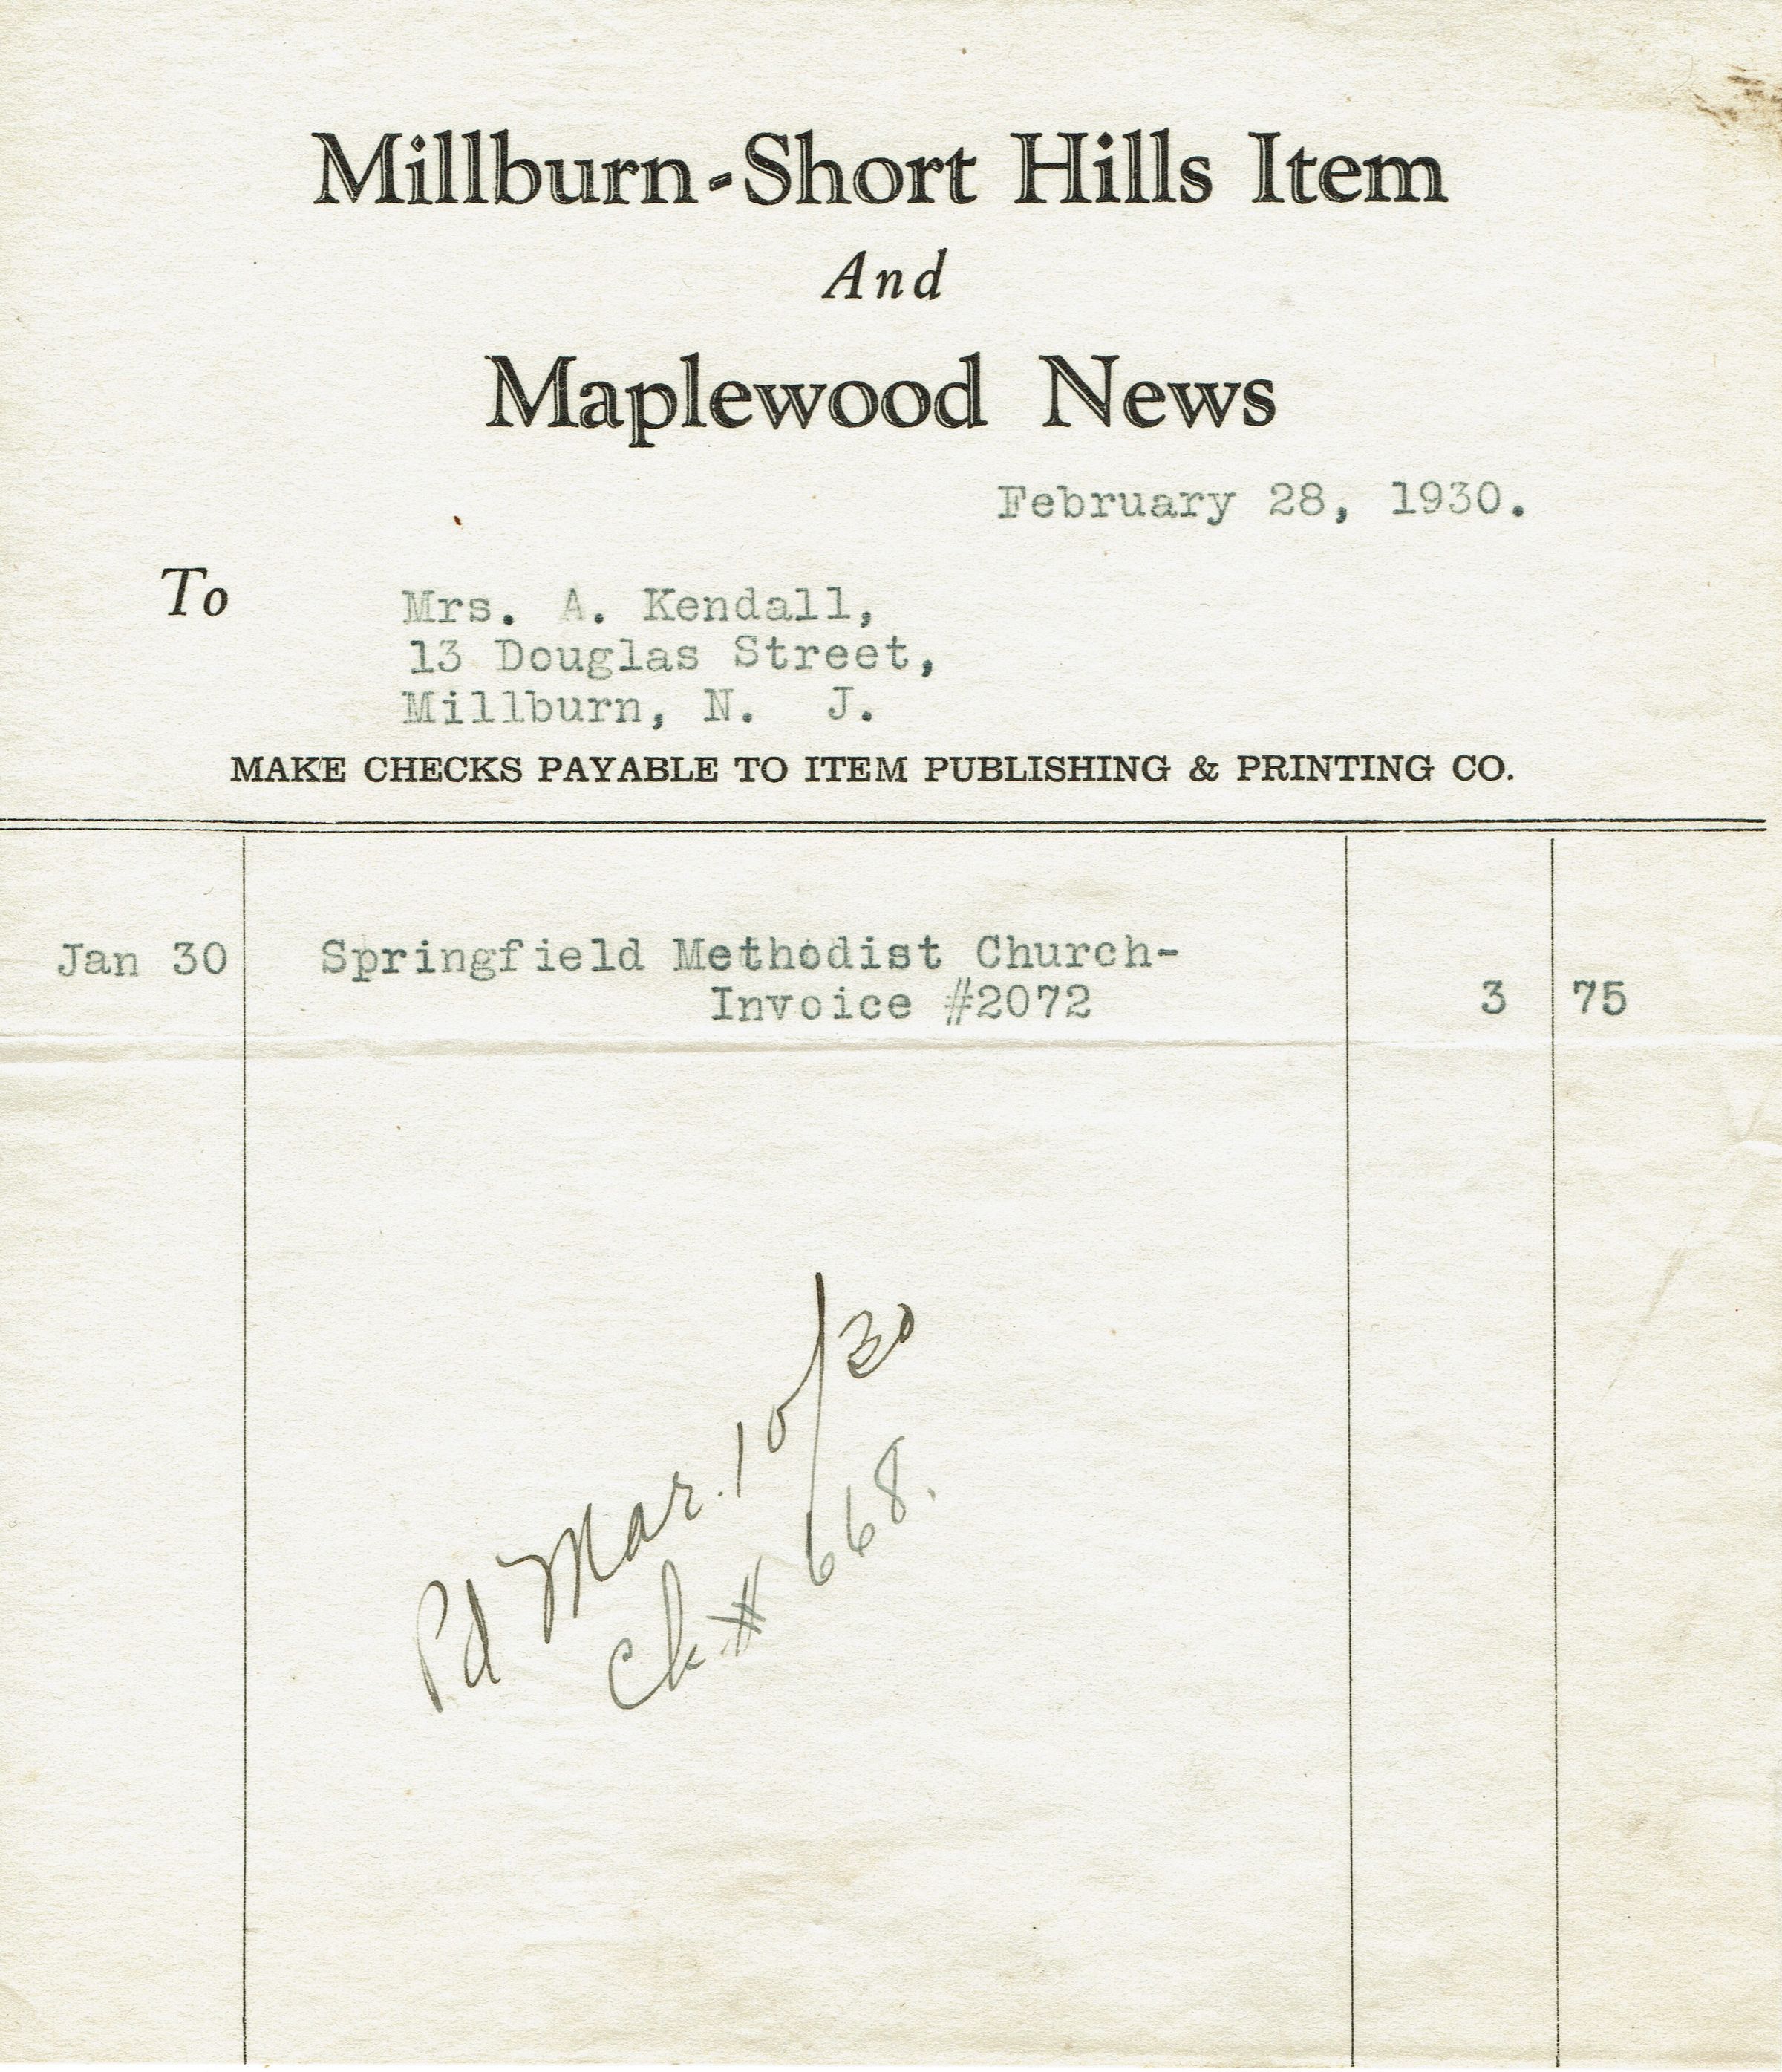 Millburn-Short Hills Item
And
Maplewood News
February 28, 1930.
To
Mrs. A. Kendall,
13 Douglas Street,
Millburn, N. J.
MAKE CHECKS PAYABLE TO ITEM PUBLISHING & PRINTING CO.
Jan 30 Springfield Methodist Church-
Invoice #2072 3 75
Pd Mar. 10/30
Ck # 668.